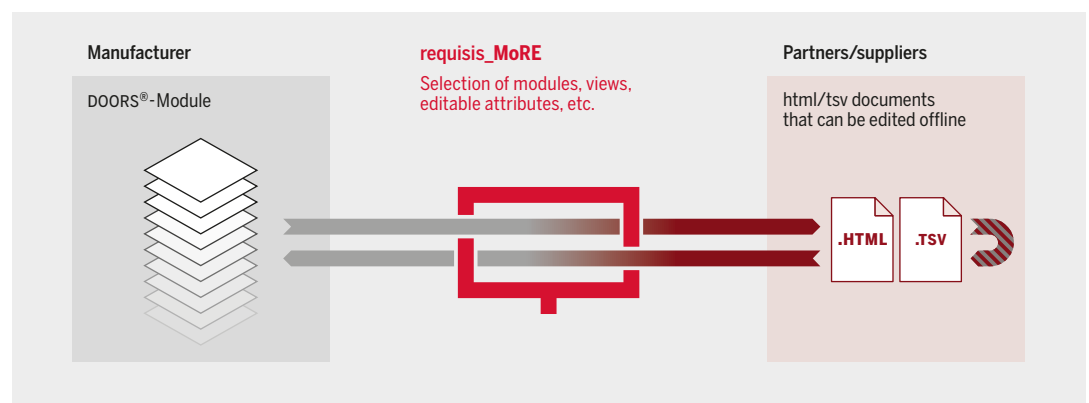 Manufacturer
DOORS®-Module
requisis_MoRE
Selection of modules, views,
editable attributes, etc.
Partners/suppliers
html/tsv documents
that can be edited offline
.HTML
.TSV